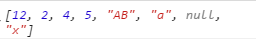 [12, 2, 4, 5, "AB", "a", null,
"x"]